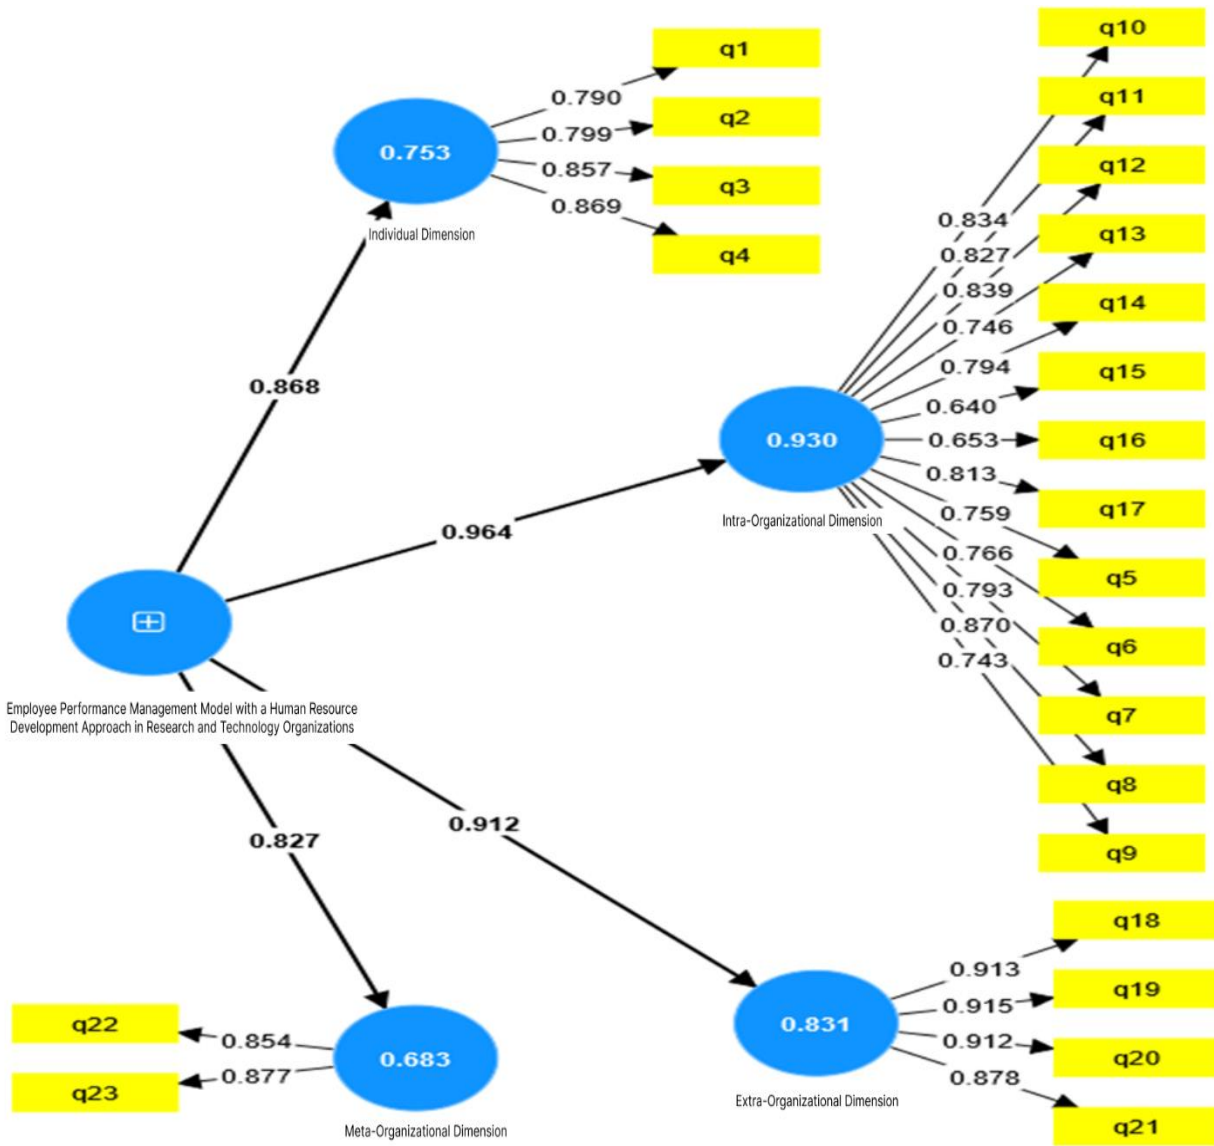 q1
q2
q3
q4
0.790
0.799
0.857
0.869
0.753
Individual Dimension
0.868
q10
q11
q12
q13
q14
q15
q16
q17
q5
q6
q7
q8
q9
0.834
0.827
0.839
0.746
0.794
0.640
0.653
0.813
0.759
0.766
0.793
0.870
0.743
0.930
Intra-Organizational Dimension
0.964
Employee Performance Management Model with a Human Resource
Development Approach in Research and Technology Organizations
0.827
0.912
q18
q19
q20
q21
0.913
0.915
0.912
0.878
0.831
Extra-Organizational Dimension
q22
q23
0.854
0.877
0.683
Meta-Organizational Dimension